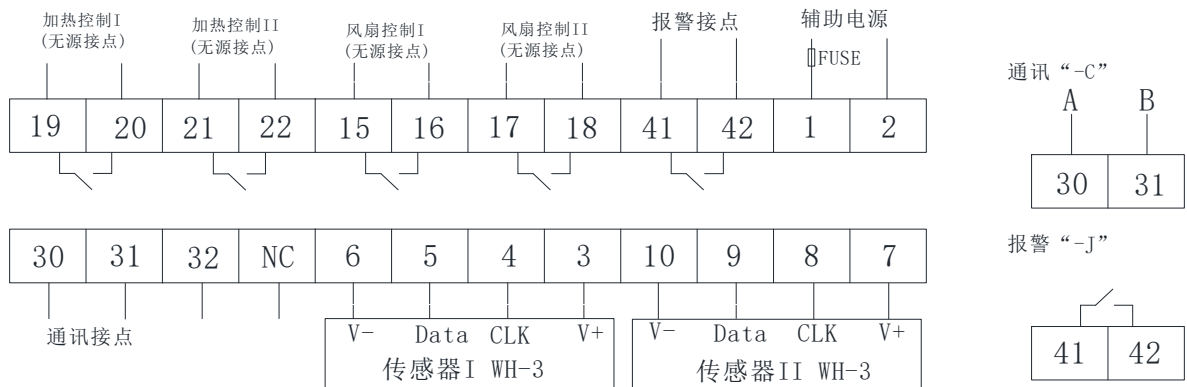 加热控制I
(无源接点)
加热控制II
(无源接点)
风扇控制I
(无源接点)
风扇控制II
(无源接点)
报警接点
辅助电源
FUSE
19 20 21 22 15 16 17 18 41 42 1 2
30 31 32 NC 6 5 4 3 10 9 8 7
通讯接点
V- Data CLK V+
传感器I WH-3
V- Data CLK V+
传感器II WH-3
通讯“-C”
A B
30 31
报警“-J”
41 42